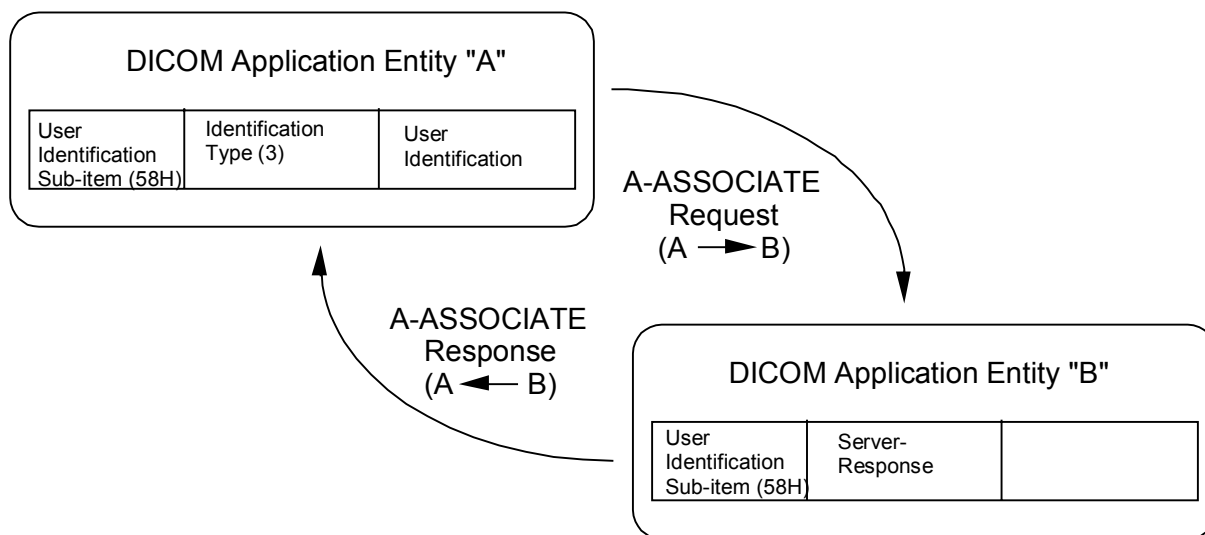 DICOM Application Entity "A"
User
Identification
Sub-item (58H)
Identification
Type (3)
User
Identification
A-ASSOCIATE
Request
(A → B)
A-ASSOCIATE
Response
(A ← B)
DICOM Application Entity "B"
User
Identification
Sub-item (58H)
Server-
Response